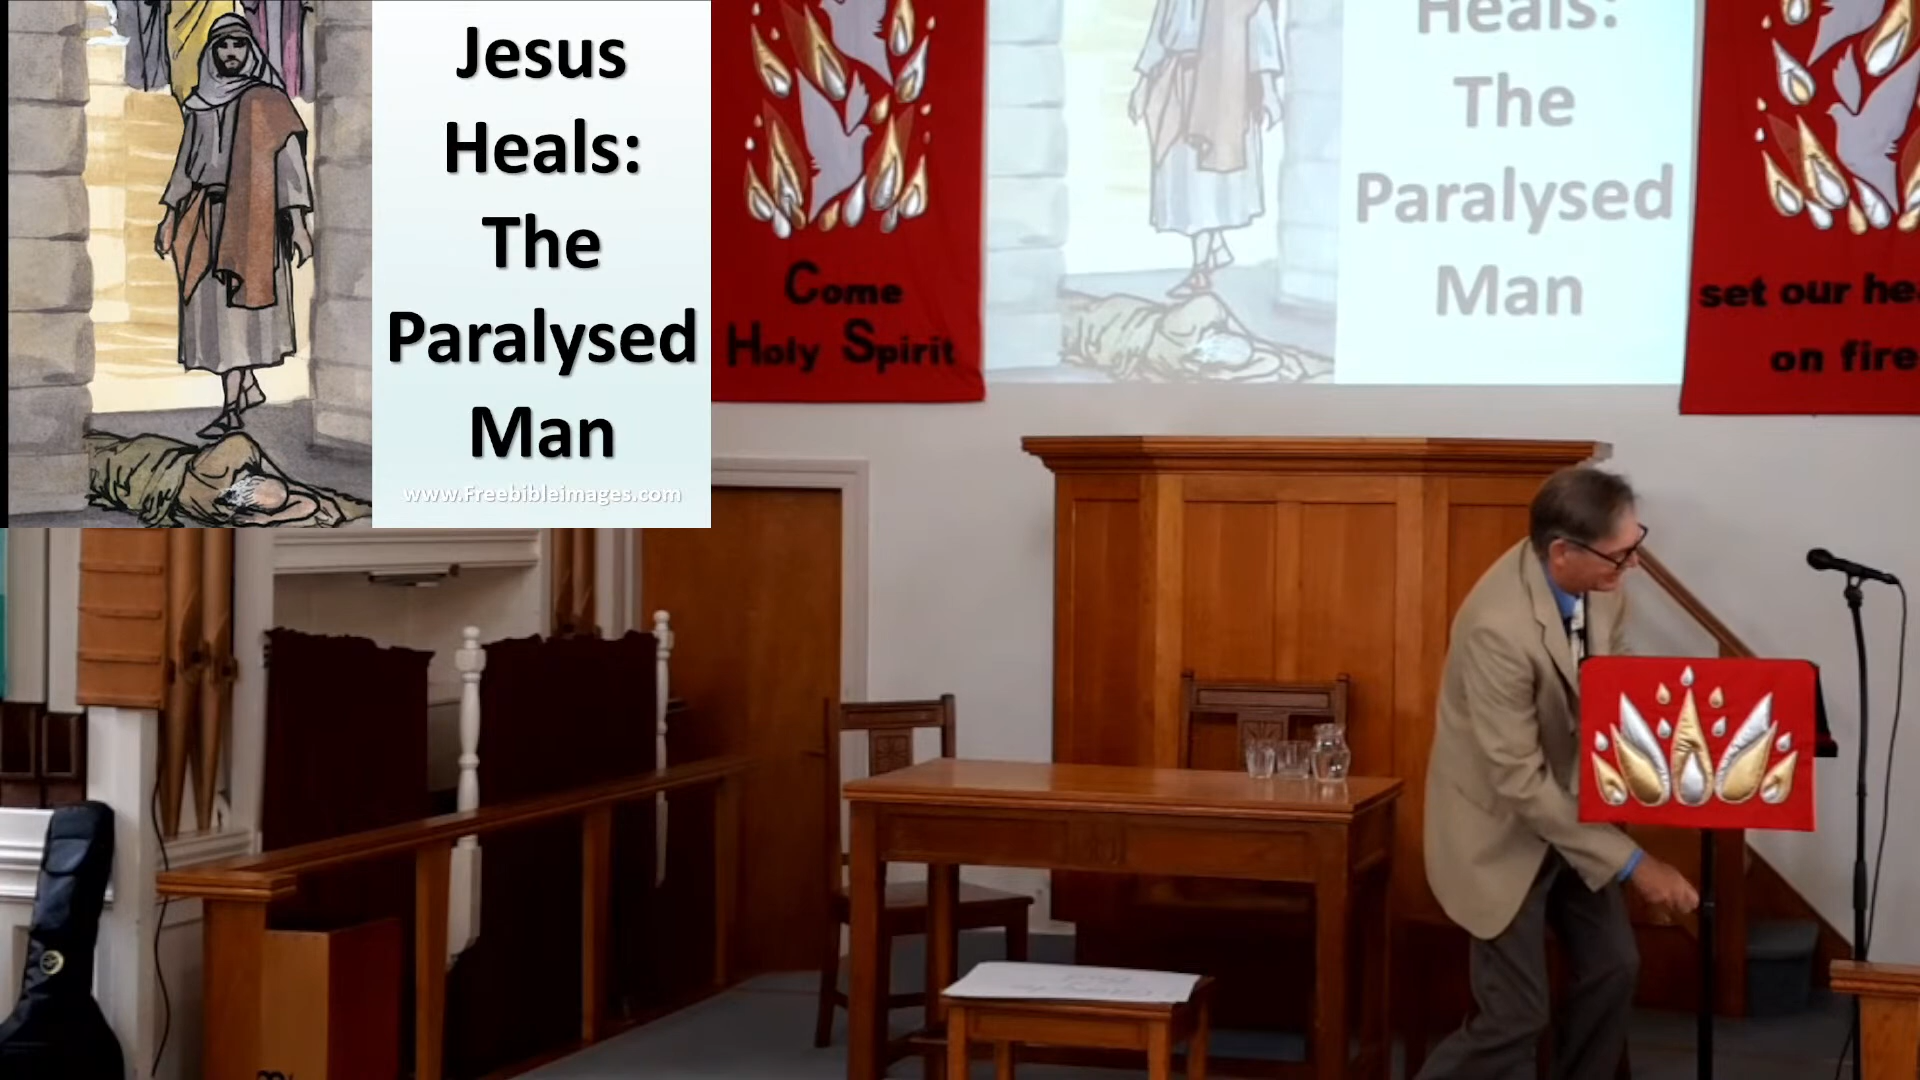 Jesus
Heals:
The
Paralysed
Man
www.Freebibleimages.com
Come
Holy Spirit
Heals:
The
Paralysed
Man
set our he
on fire